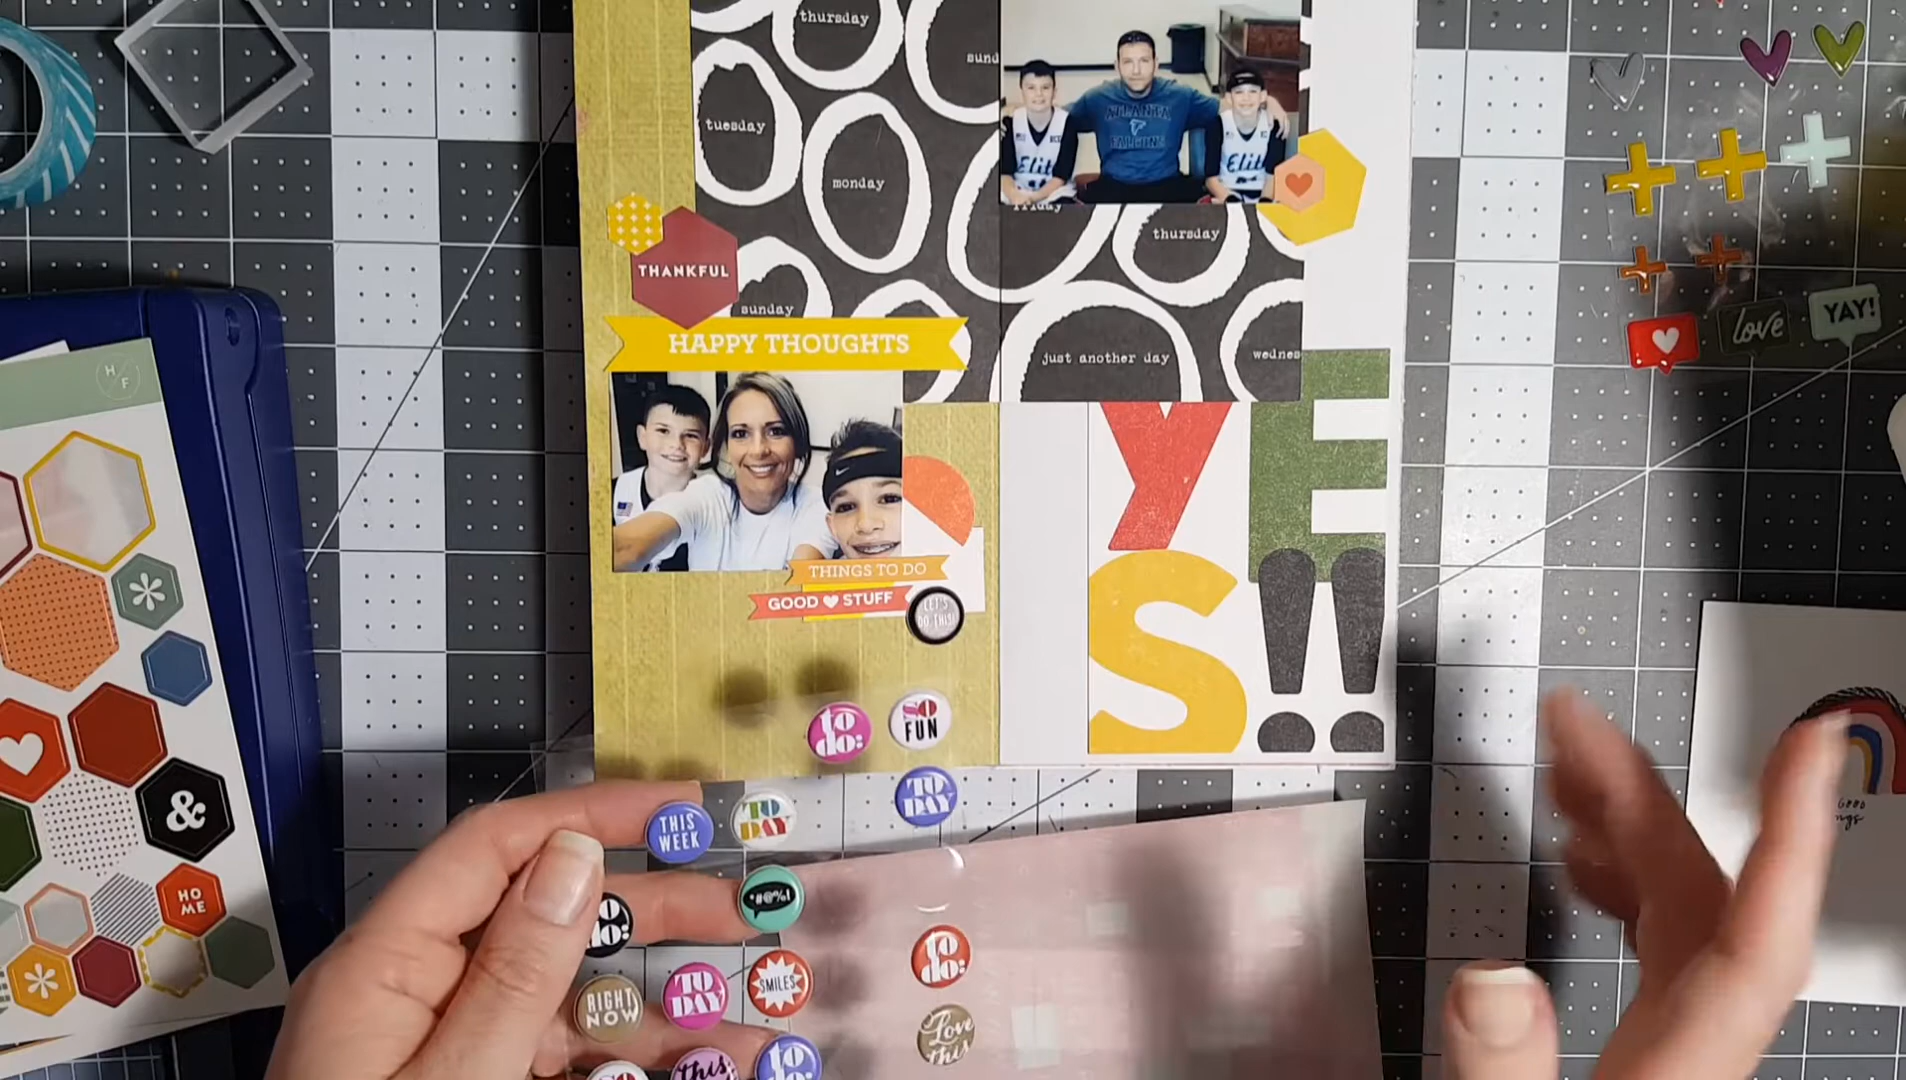 thursday
sund
tuesday
monday
ATLANTA
FALCONS
Elit
Elit
friday
thursday
THANKFUL
sunday
HAPPY THOUGHTS
just another day
wednes
love
YAY!
H
F
YES!!
THINGS TO DO
GOOD STUFF
LET'S
DO THIS!
to
do:
SO
FUN
TO
DAY
THIS
WEEK
TO
DAY
*#@%!
&
HO
ME
to
do:
SMILES
TO
DAY
RIGHT
NOW
Love
this
this
to
do:
GOOD